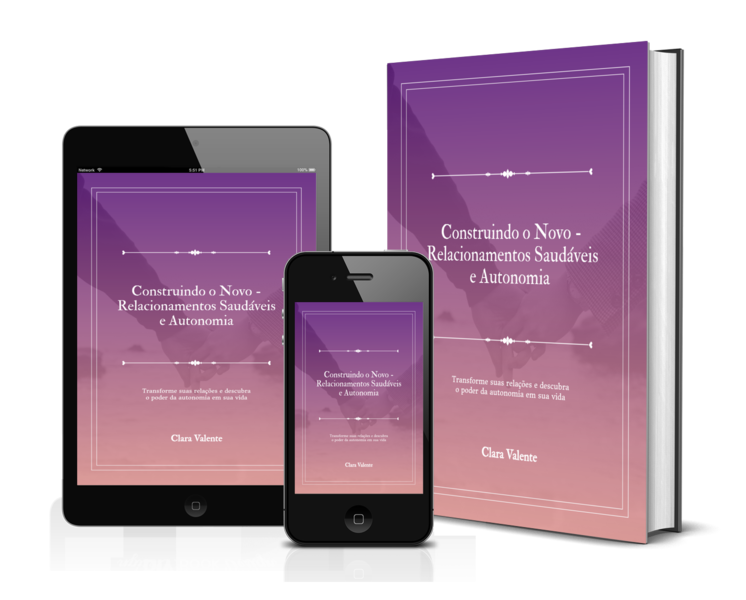 Network
5:51 PM
100%
Construindo o Novo -
Relacionamentos Saudáveis
e Autonomia
Transforme suas relações e descubra
o poder da autonomia em sua vida
Clara Valente
Construindo o Novo -
Relacionamentos Saudáveis
e Autonomia
Transforme suas relações e descubra
o poder da autonomia em sua vida
Clara Valente
Construindo o Novo -
Relacionamentos Saudáveis
e Autonomia
Transforme suas relações e descubra
o poder da autonomia em sua vida
Clara Valente